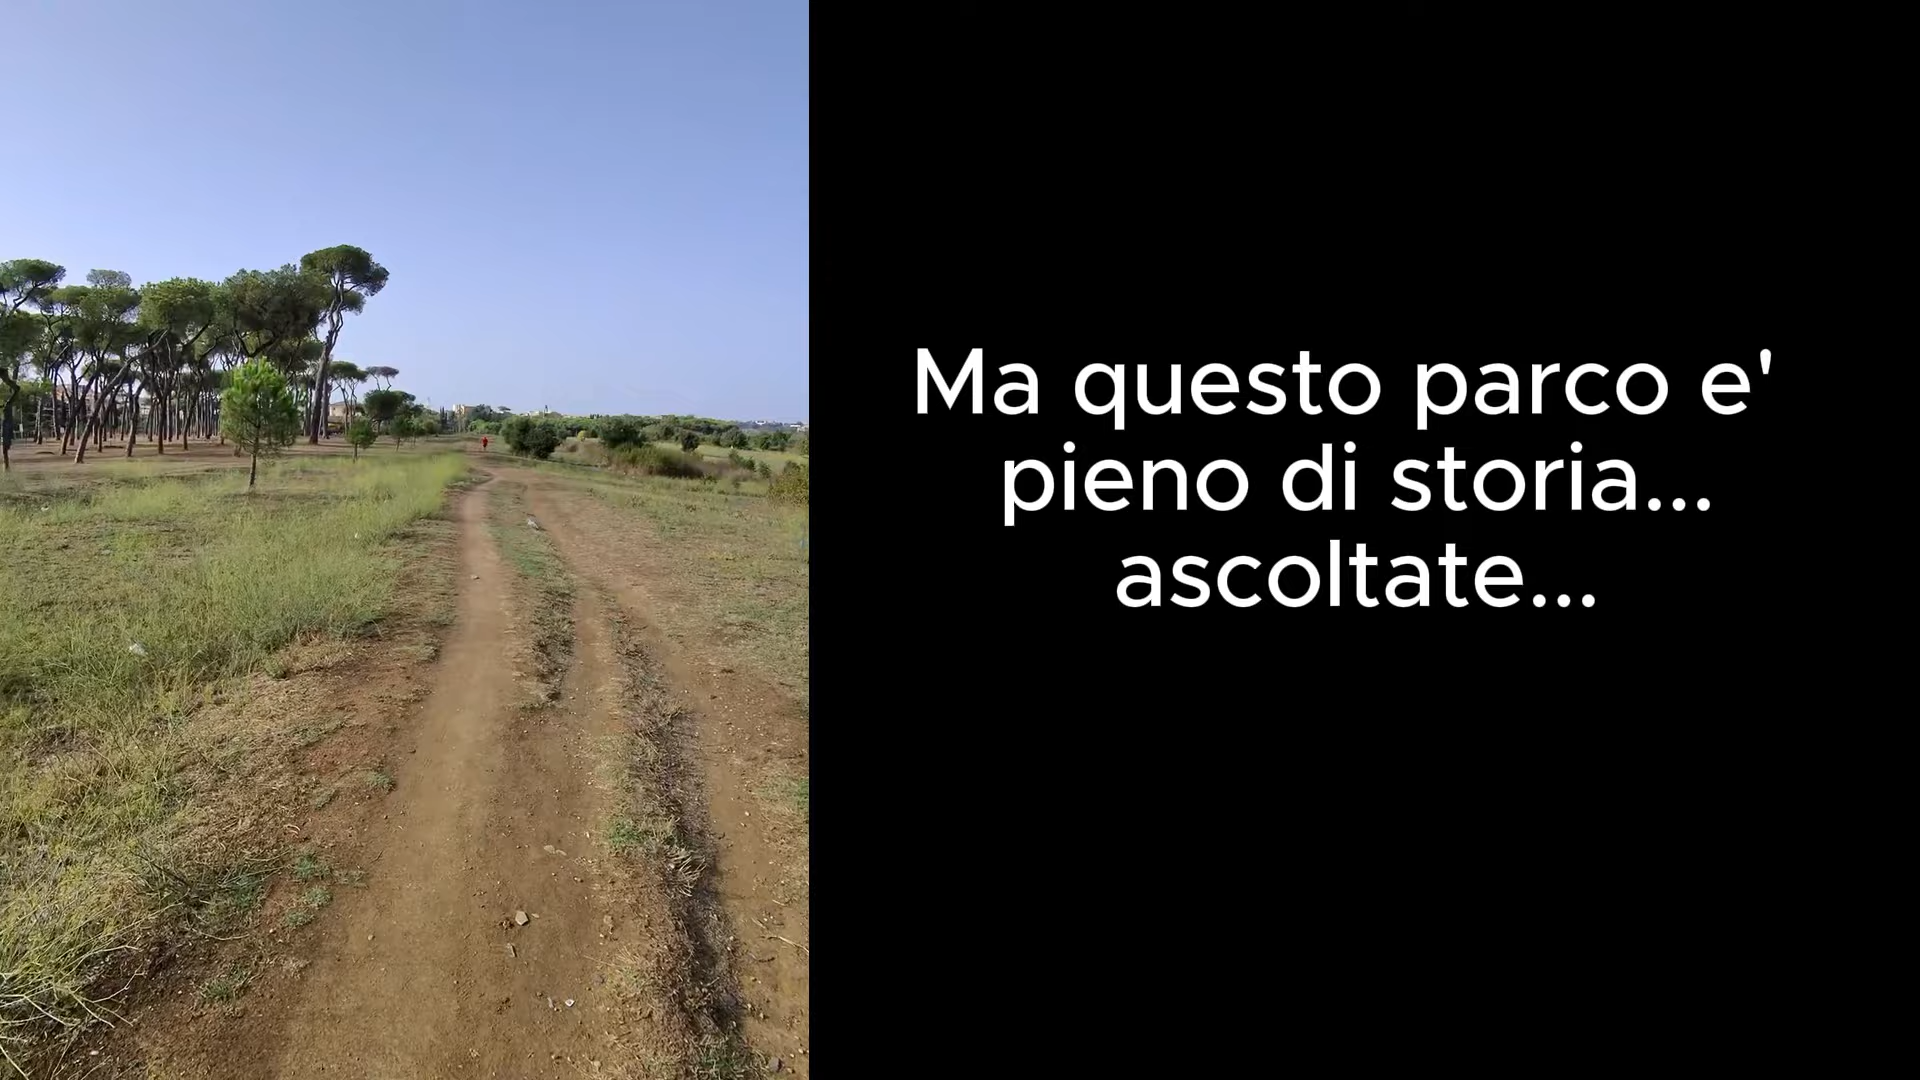 Ma questo parco e'
pieno di storia...
ascoltate...